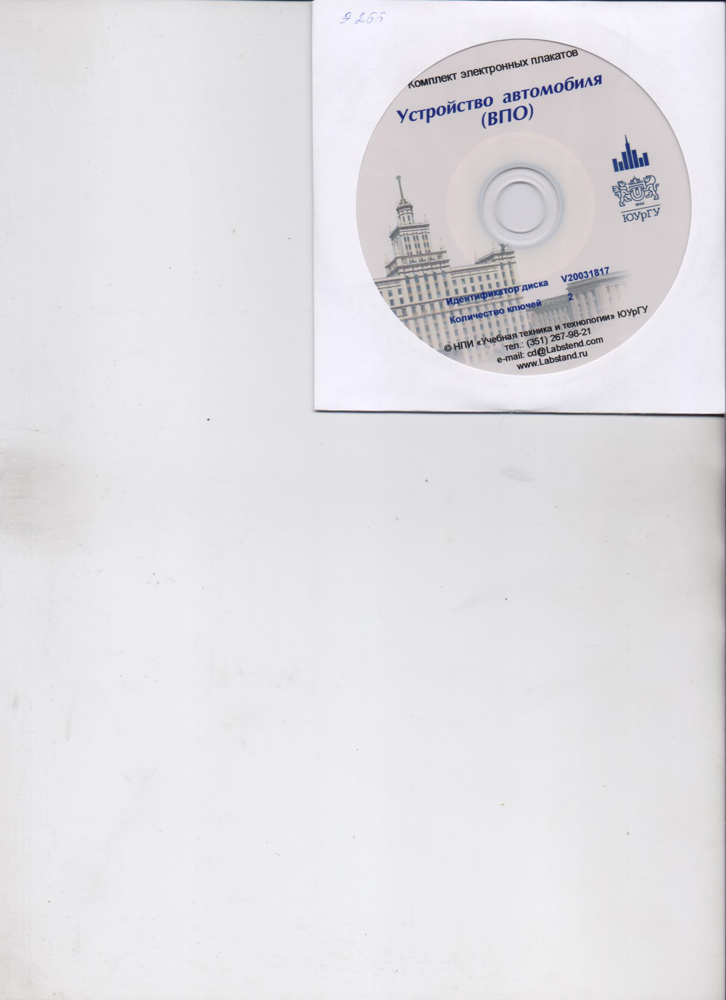 Э 266
Комплект электронных плакатов
Устройство автомобиля
(ВПО)
1943
ЮУрГУ
Идентификатор диска V20031817
Количество ключей 2
© НПИ «Учебная техника и технологии» ЮУрГУ
тел.: (351) 267-98-21
e-mail: cd@Labstend.com
www.Labstand.ru